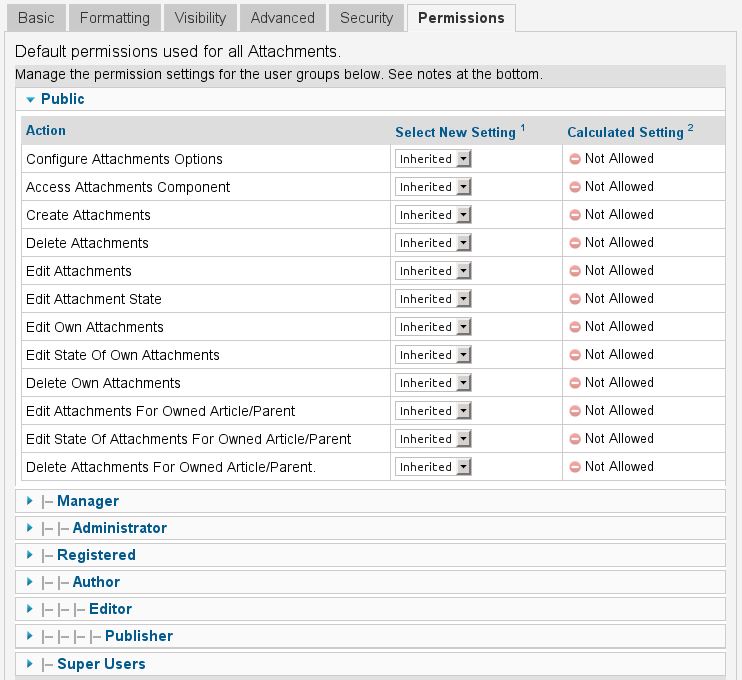 Basic Formatting Visibility Advanced Security Permissions
Default permissions used for all Attachments.
Manage the permission settings for the user groups below. See notes at the bottom.
Public
Action Select New Setting 1 Calculated Setting 2
Configure Attachments Options Inherited Not Allowed
Access Attachments Component Inherited Not Allowed
Create Attachments Inherited Not Allowed
Delete Attachments Inherited Not Allowed
Edit Attachments Inherited Not Allowed
Edit Attachment State Inherited Not Allowed
Edit Own Attachments Inherited Not Allowed
Edit State Of Own Attachments Inherited Not Allowed
Delete Own Attachments Inherited Not Allowed
Edit Attachments For Owned Article/Parent Inherited Not Allowed
Edit State Of Attachments For Owned Article/Parent Inherited Not Allowed
Delete Attachments For Owned Article/Parent. Inherited Not Allowed
|– Manager
|– |– Administrator
|– Registered
|– |– Author
|– |– |– Editor
|– |– |– |– Publisher
|– Super Users